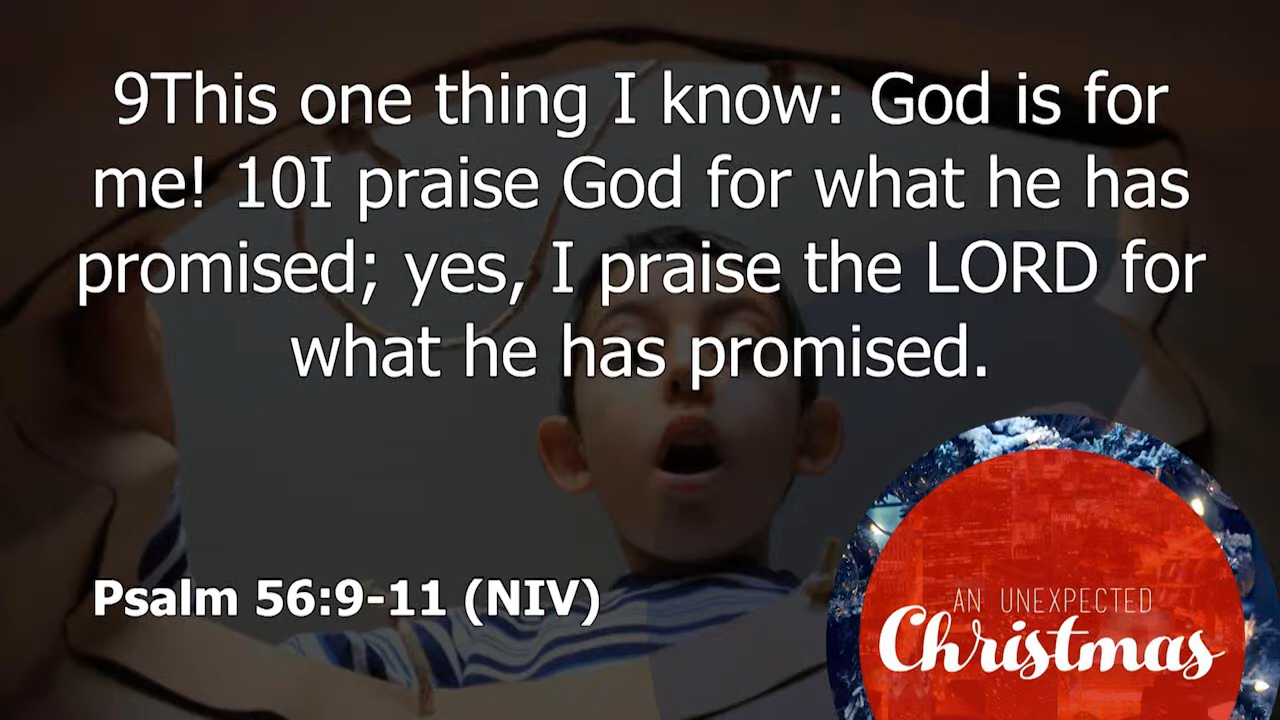 9This one thing I know: God is for
me! 10I praise God for what he has
promised; yes, I praise the LORD for
what he has promised.
Psalm 56:9-11 (NIV)
AN UNEXPECTED
Christmas